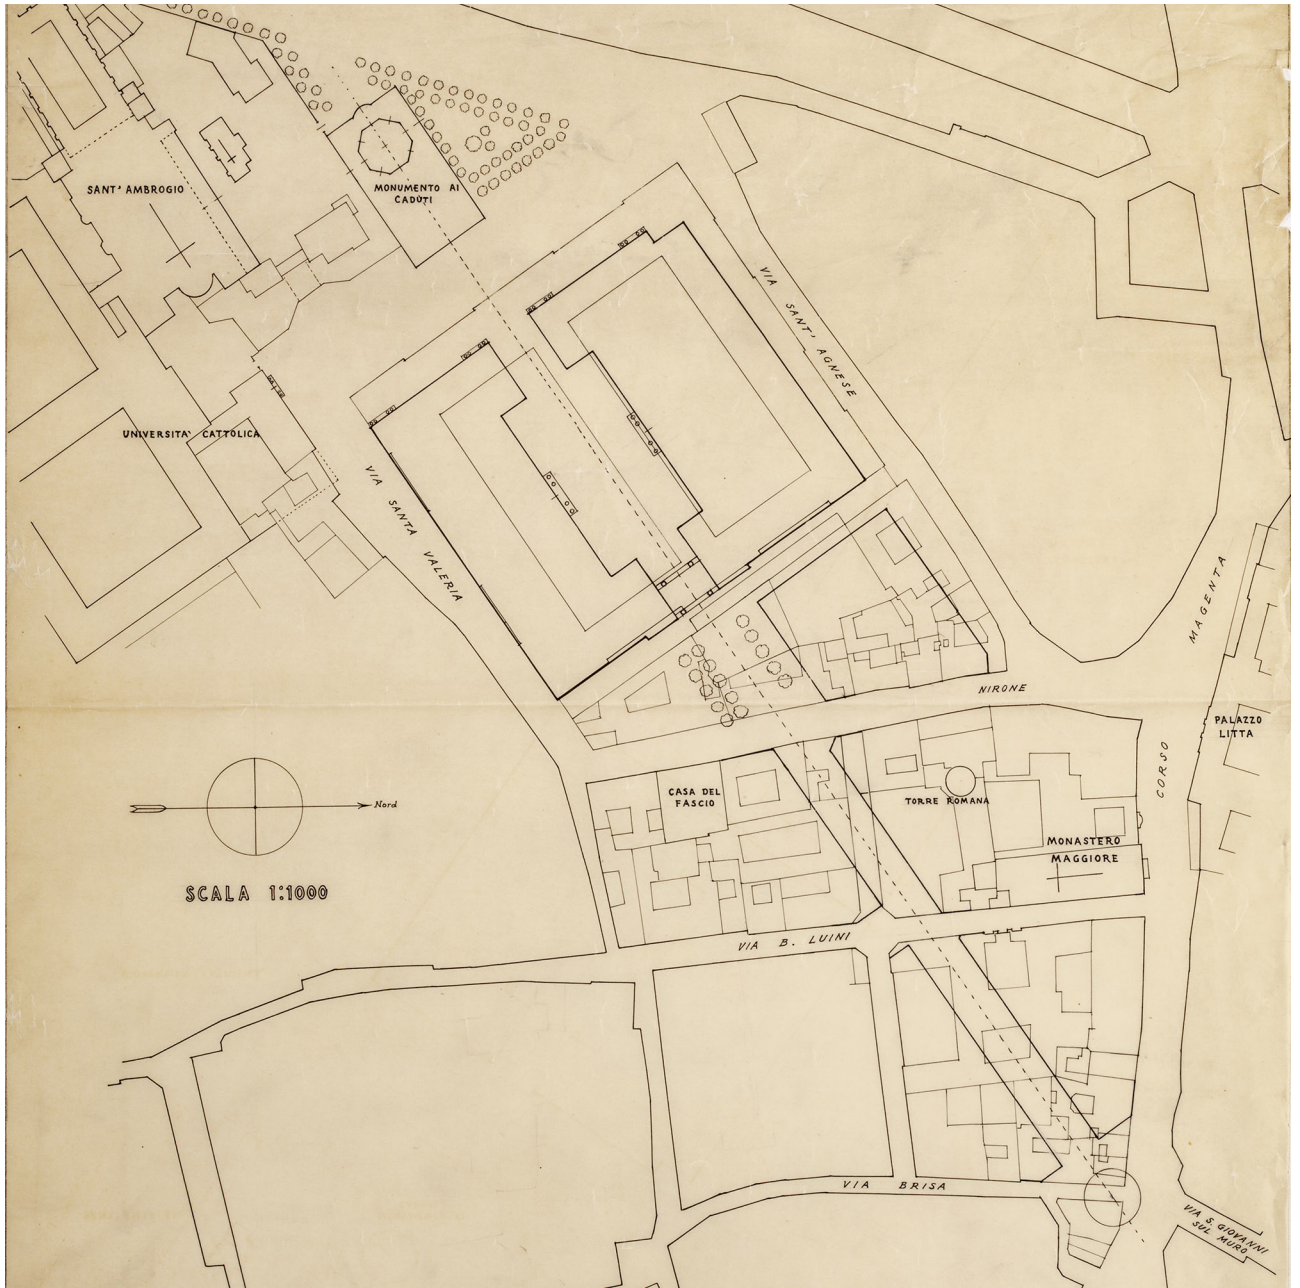 SANT' AMBROGIO
MONUMENTO AI
CADUTI
VIA SANT' AGNESE
UNIVERSITA' CATTOLICA
VIA SANTA VALERIA
MAGENTA
NIRONE
PALAZZO
LITTA
CORSO
CASA DEL
FASCIO
TORRE ROMANA
Nord
MONASTERO
MAGGIORE
SCALA 1:1000
VIA B. LUINI
VIA BRISA
VIA S. GIOVANNI
SUL MURO